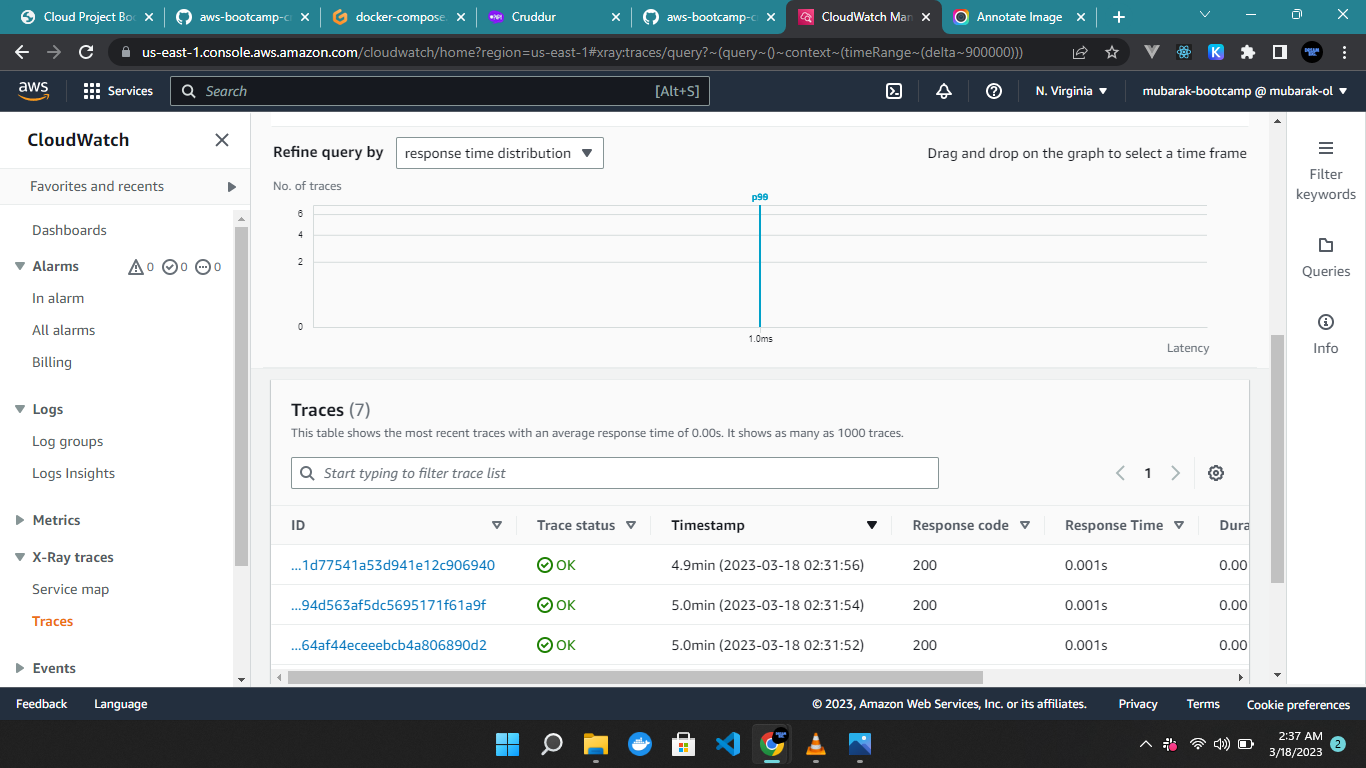 Cloud Project Bo
aws-bootcamp-c
docker-compose
Cruddur
aws-bootcamp-c
CloudWatch Man
Annotate Image
us-east-1.console.aws.amazon.com/cloudwatch/home?region=us-east-1#xray:traces/query?~(query~()~context~(timeRange~(delta~900000)))
aws
Services
Search
[Alt+S]
N. Virginia
mubarak-bootcamp @ mubarak-ol
CloudWatch
Favorites and recents
Dashboards
Alarms
0
0
0
In alarm
All alarms
Billing
Logs
Log groups
Logs Insights
Metrics
X-Ray traces
Service map
Traces
Events
Refine query by
response time distribution
Drag and drop on the graph to select a time frame
No. of traces
6
4
2
0
1.0ms
Latency
Traces (7)
This table shows the most recent traces with an average response time of 0.00s. It shows as many as 1000 traces.
Start typing to filter trace list
1
ID Trace status Timestamp Response code Response Time Dura
...1d77541a53d941e12c906940 OK 4.9min (2023-03-18 02:31:56) 200 0.001s 0.00
...94d563af5dc5695171f61a9f OK 5.0min (2023-03-18 02:31:54) 200 0.001s 0.00
...64af44eceeebcb4a806890d2 OK 5.0min (2023-03-18 02:31:52) 200 0.001s 0.00
Filter
keywords
Queries
Info
Feedback
Language
© 2023, Amazon Web Services, Inc. or its affiliates.
Privacy
Terms
Cookie preferences
2:37 AM
3/18/2023
2